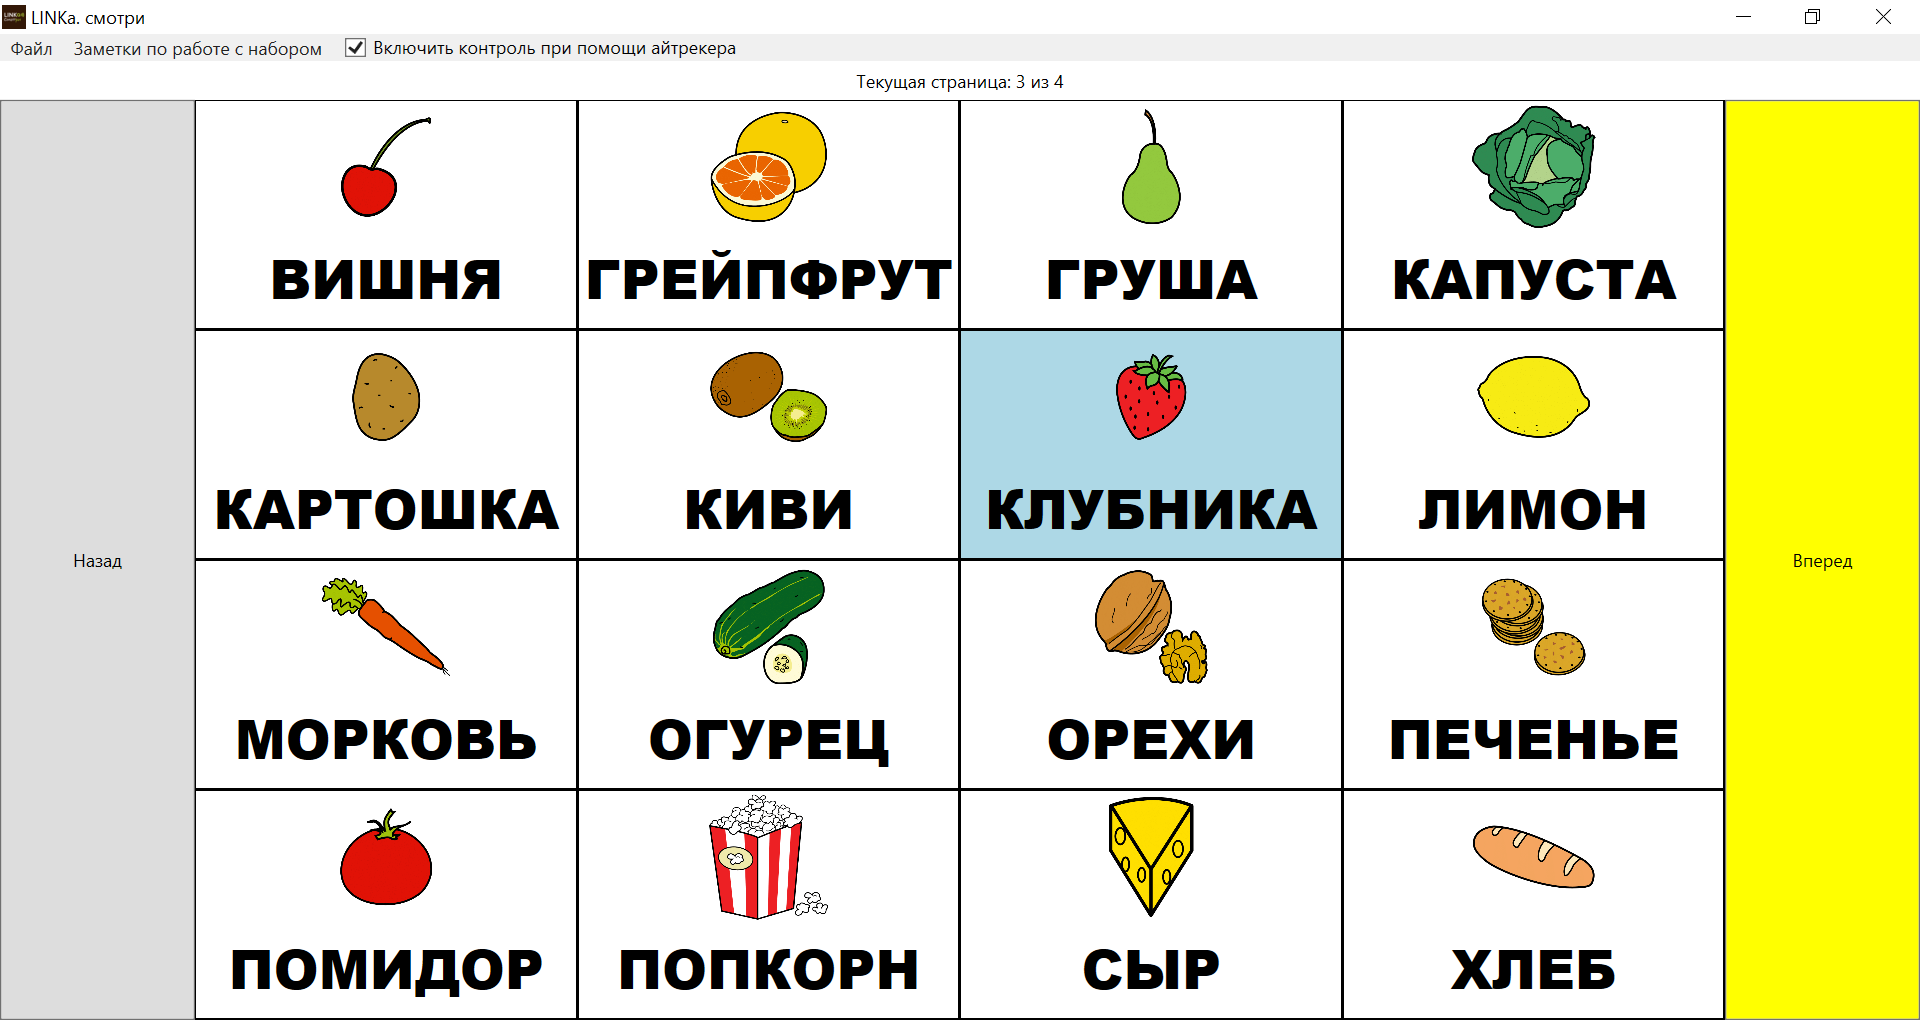 LINKa. смотри
Файл Заметки по работе с набором Включить контроль при помощи айтрекера
Текущая страница: 3 из 4
ВИШНЯ ГРЕЙПФРУТ ГРУША КАПУСТА
КАРТОШКА КИВИ КЛУБНИКА ЛИМОН
Назад Вперед
МОРКОВЬ ОГУРЕЦ ОРЕХИ ПЕЧЕНЬЕ
ПОМИДОР ПОПКОРН СЫР ХЛЕБ